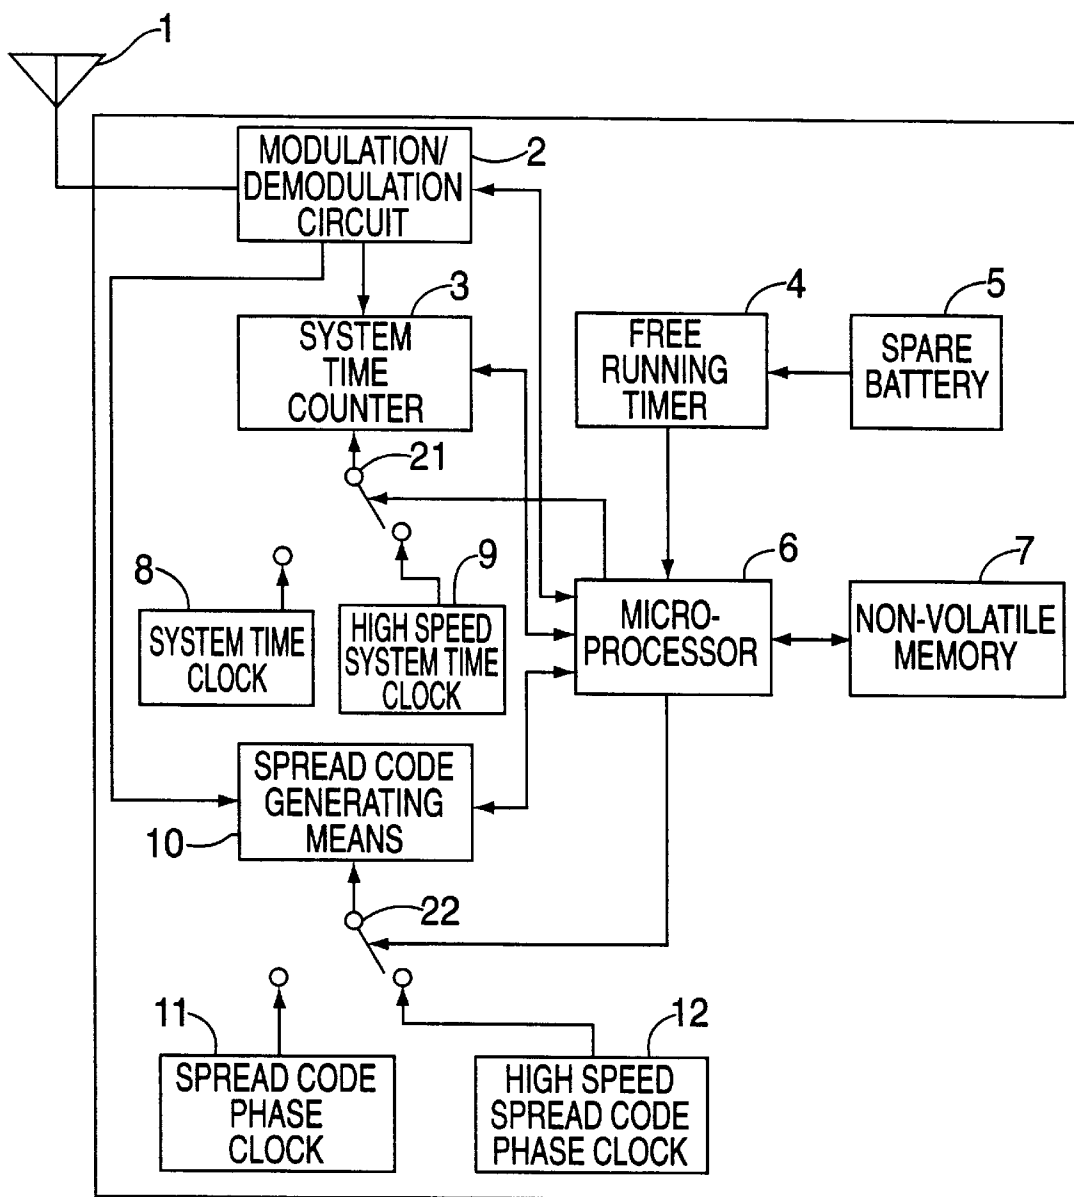 1
MODULATION/
DEMODULATION
CIRCUIT
2
SYSTEM
TIME
COUNTER
3
FREE
RUNNING
TIMER
4
SPARE
BATTERY
5
21
8
SYSTEM TIME
CLOCK
9
HIGH SPEED
SYSTEM TIME
CLOCK
6
MICRO-
PROCESSOR
7
NON-VOLATILE
MEMORY
SPREAD CODE
GENERATING
MEANS
10
22
11
SPREAD CODE
PHASE
CLOCK
12
HIGH SPEED
SPREAD CODE
PHASE CLOCK